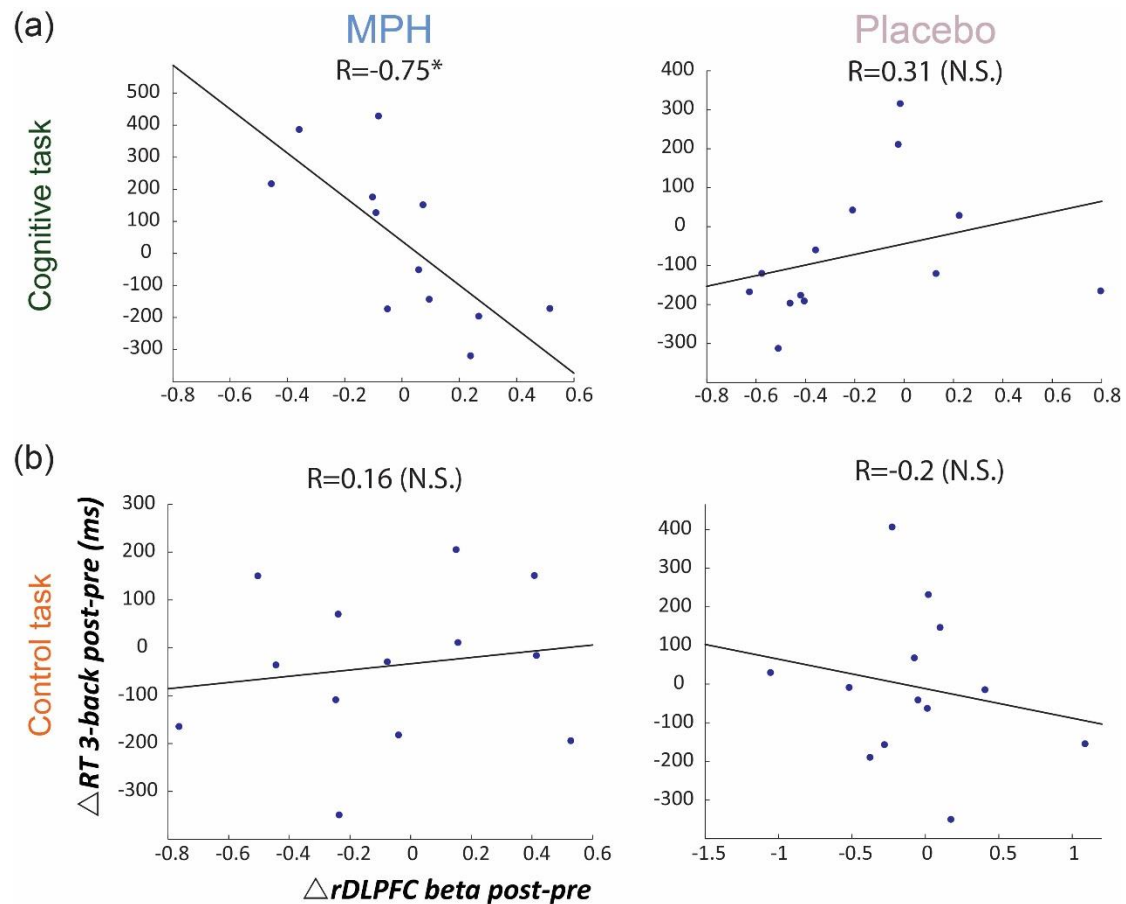 (a)
MPH
Placebo
R=-0.75*
R=0.31 (N.S.)
Cognitive task
500
400
300
200
100
0
-100
-200
-300
-0.8 -0.6 -0.4 -0.2 0 0.2 0.4 0.6
400
300
200
100
0
-100
-200
-300
-0.8 -0.6 -0.4 -0.2 0 0.2 0.4 0.6 0.8
(b)
R=0.16 (N.S.)
R=-0.2 (N.S.)
Control task
△RT 3-back post-pre (ms)
300
200
100
0
-100
-200
-300
-0.8 -0.6 -0.4 -0.2 0 0.2 0.4 0.6
400
300
200
100
0
-100
-200
-300
-1.5 -1 -0.5 0 0.5 1
△rDLPFC beta post-pre